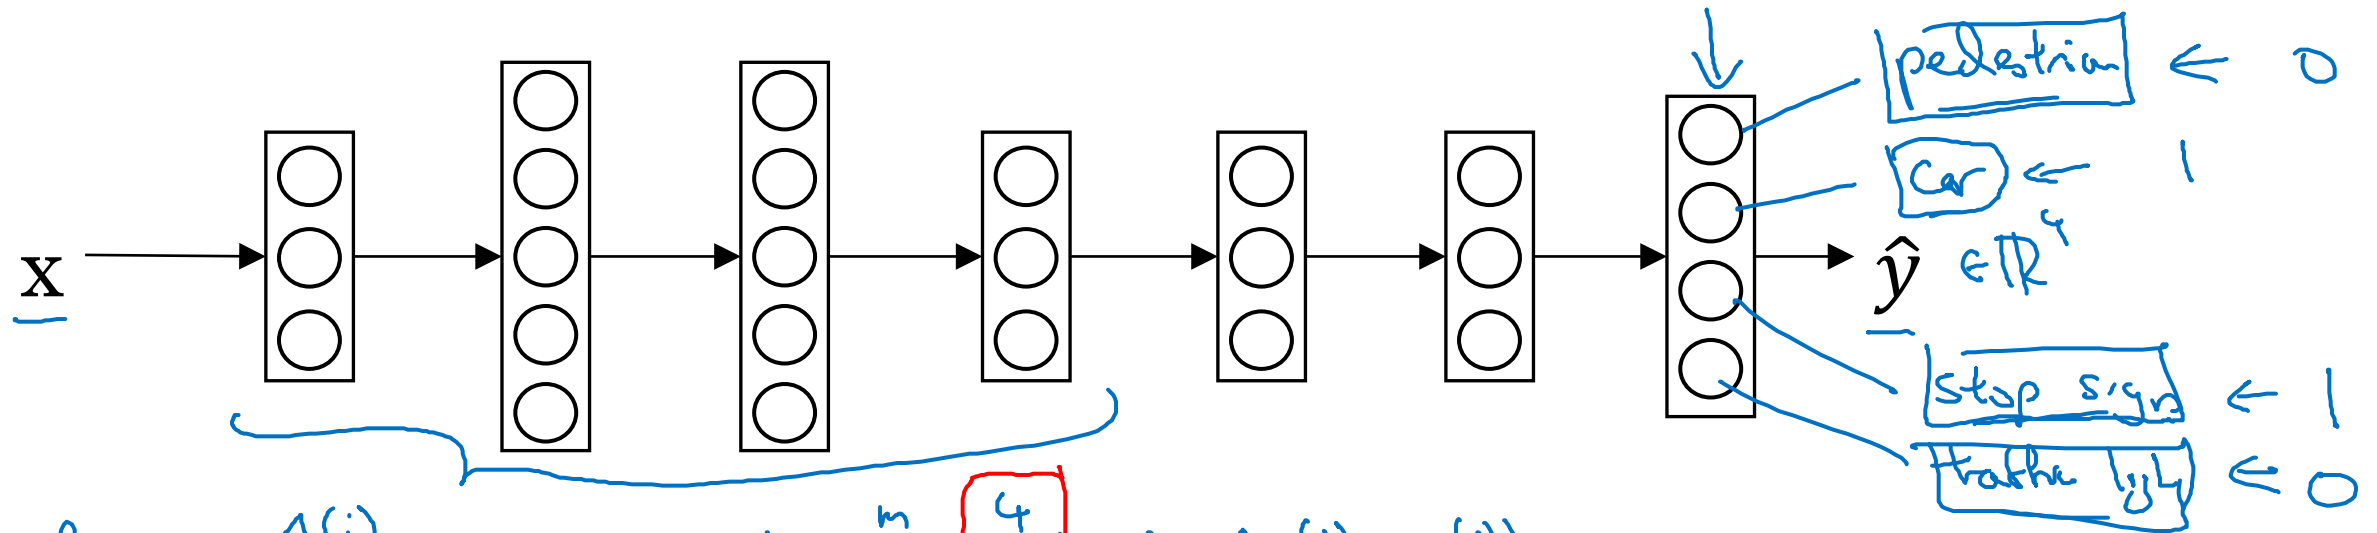 pedestrian ← 0
car ← 1
x
ŷ ∈ ℝ⁴
stop sign ← 1
traffic light ← 0
m 4